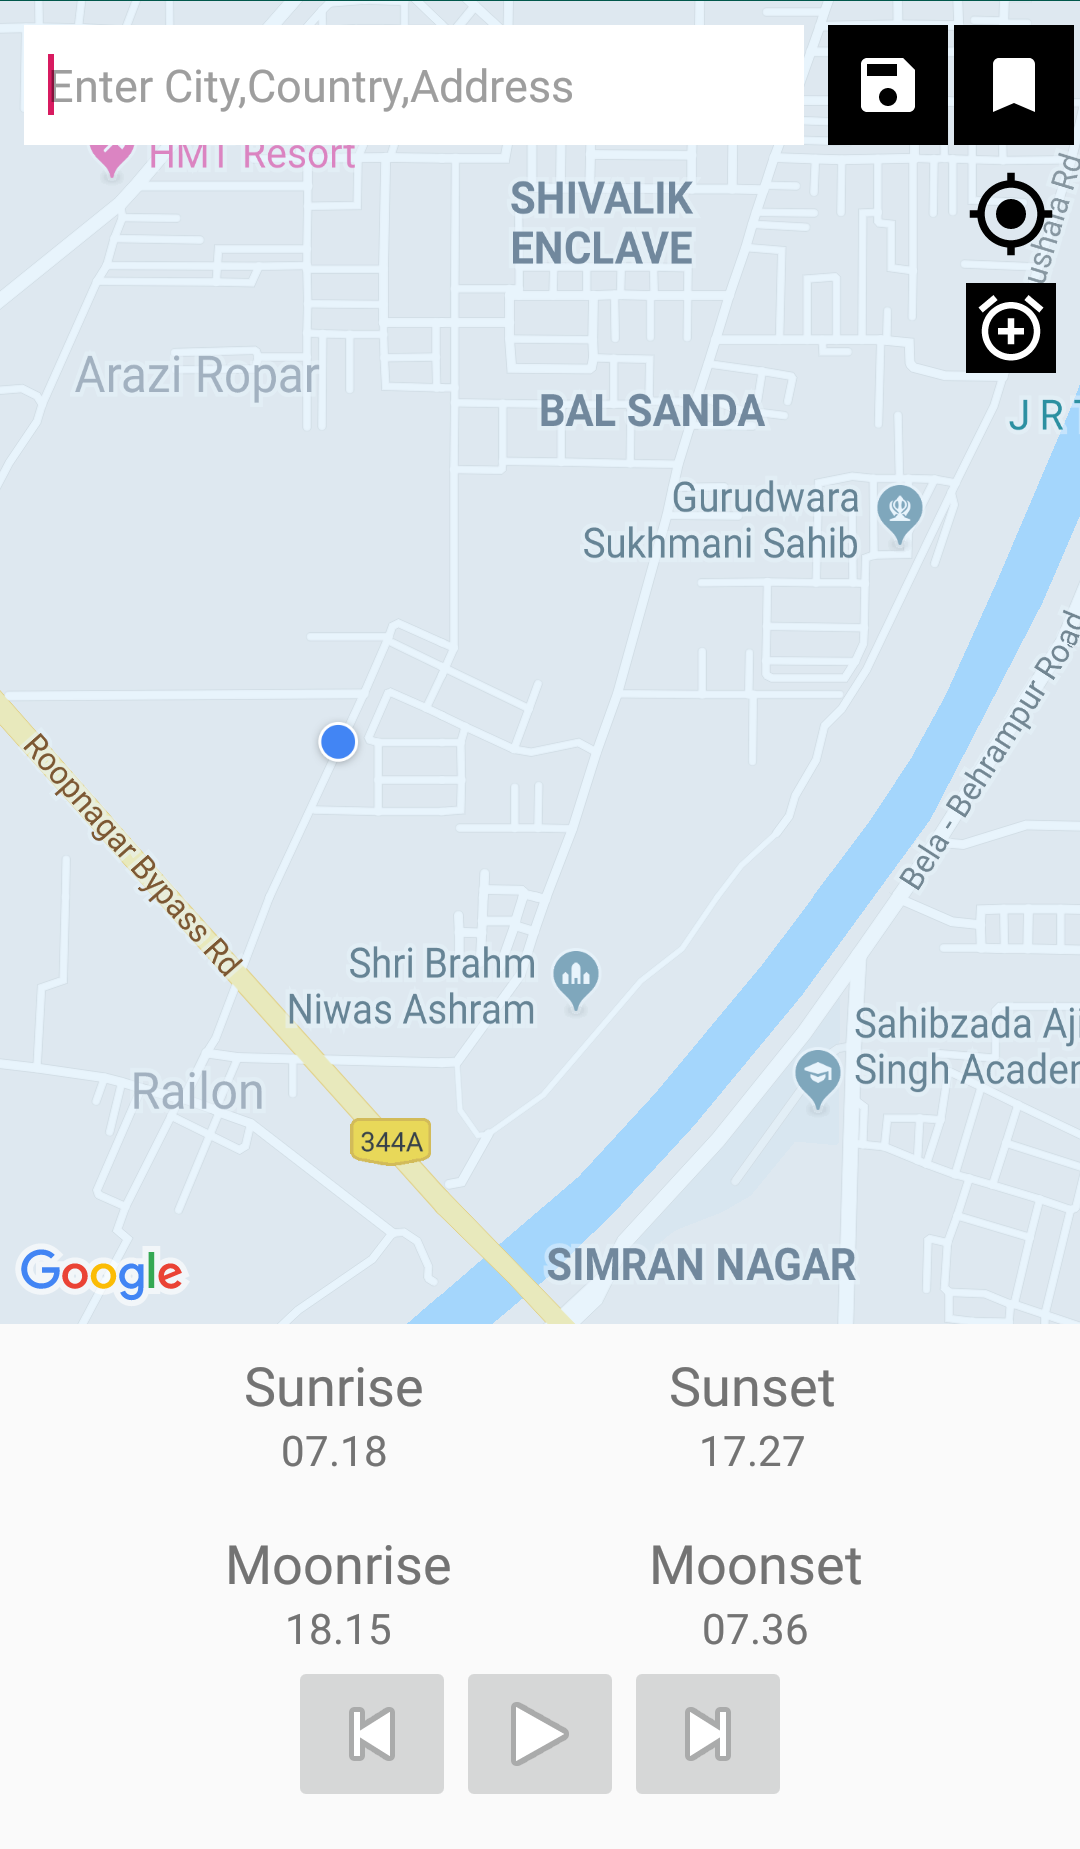 Enter City,Country,Address
HMT Resort
SHIVALIK
ENCLAVE
ushala Rd
Arazi Ropar
BAL SANDA
J R
Gurudwara
Sukhmani Sahib
Bela - Behrampur Road
Roopnagar Bypass Rd
Shri Brahm
Niwas Ashram
Sahibzada Aji
Singh Acader
Railon
344A
Google
SIMRAN NAGAR
Sunrise
Sunset
07.18
17.27
Moonrise
Moonset
18.15
07.36